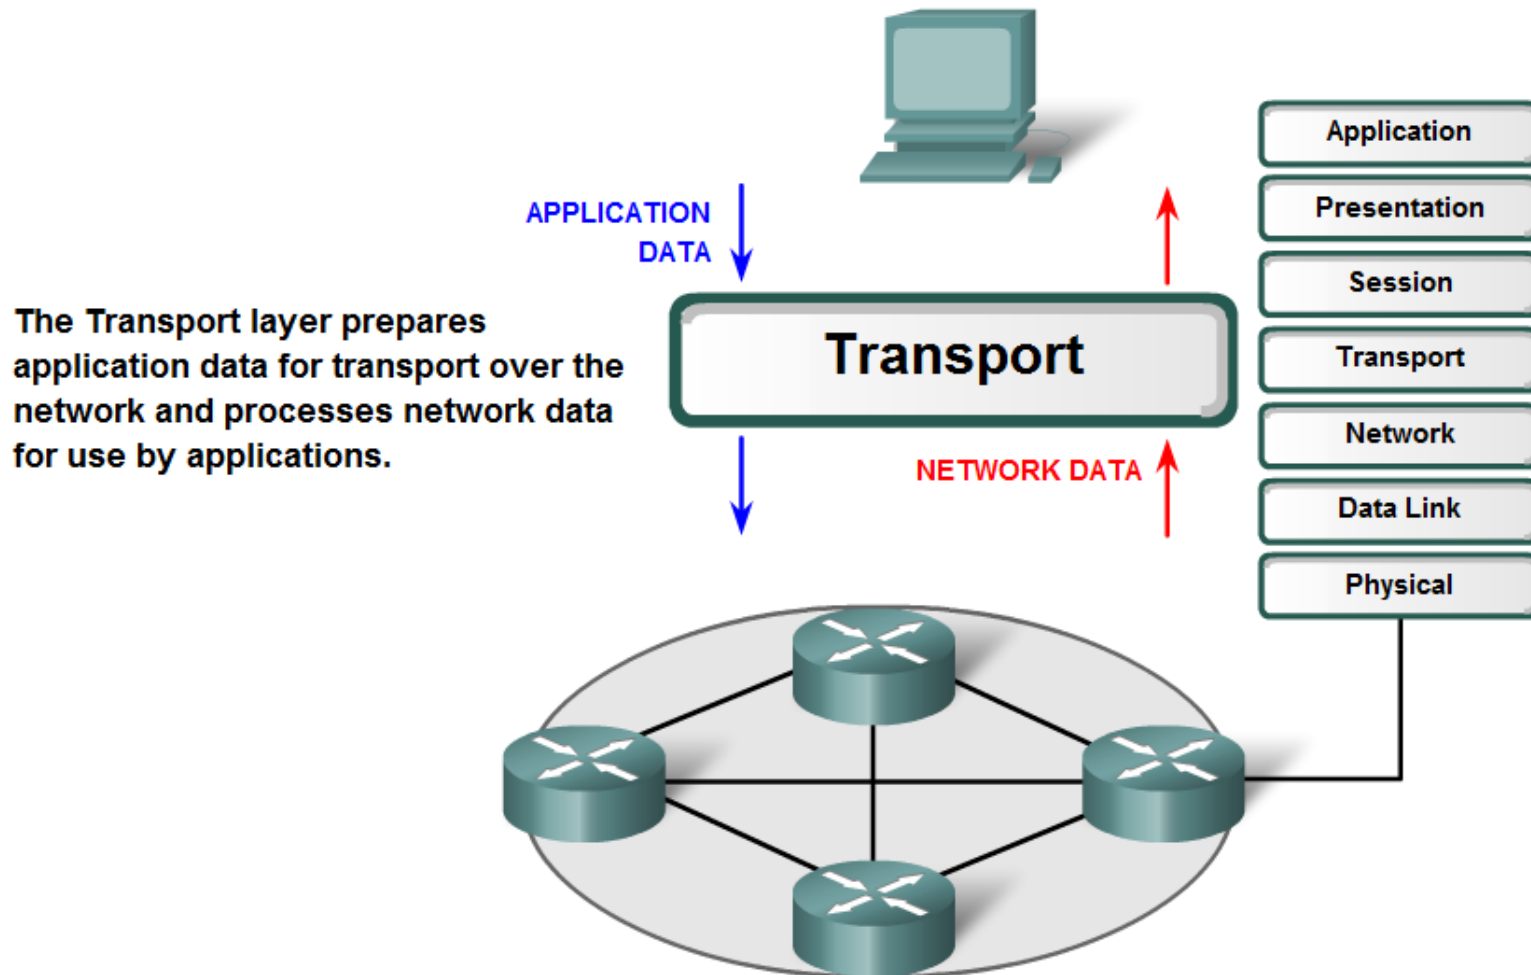 APPLICATION
DATA
The Transport layer prepares
application data for transport over the
network and processes network data
for use by applications.
Transport
NETWORK DATA
Application
Presentation
Session
Transport
Network
Data Link
Physical